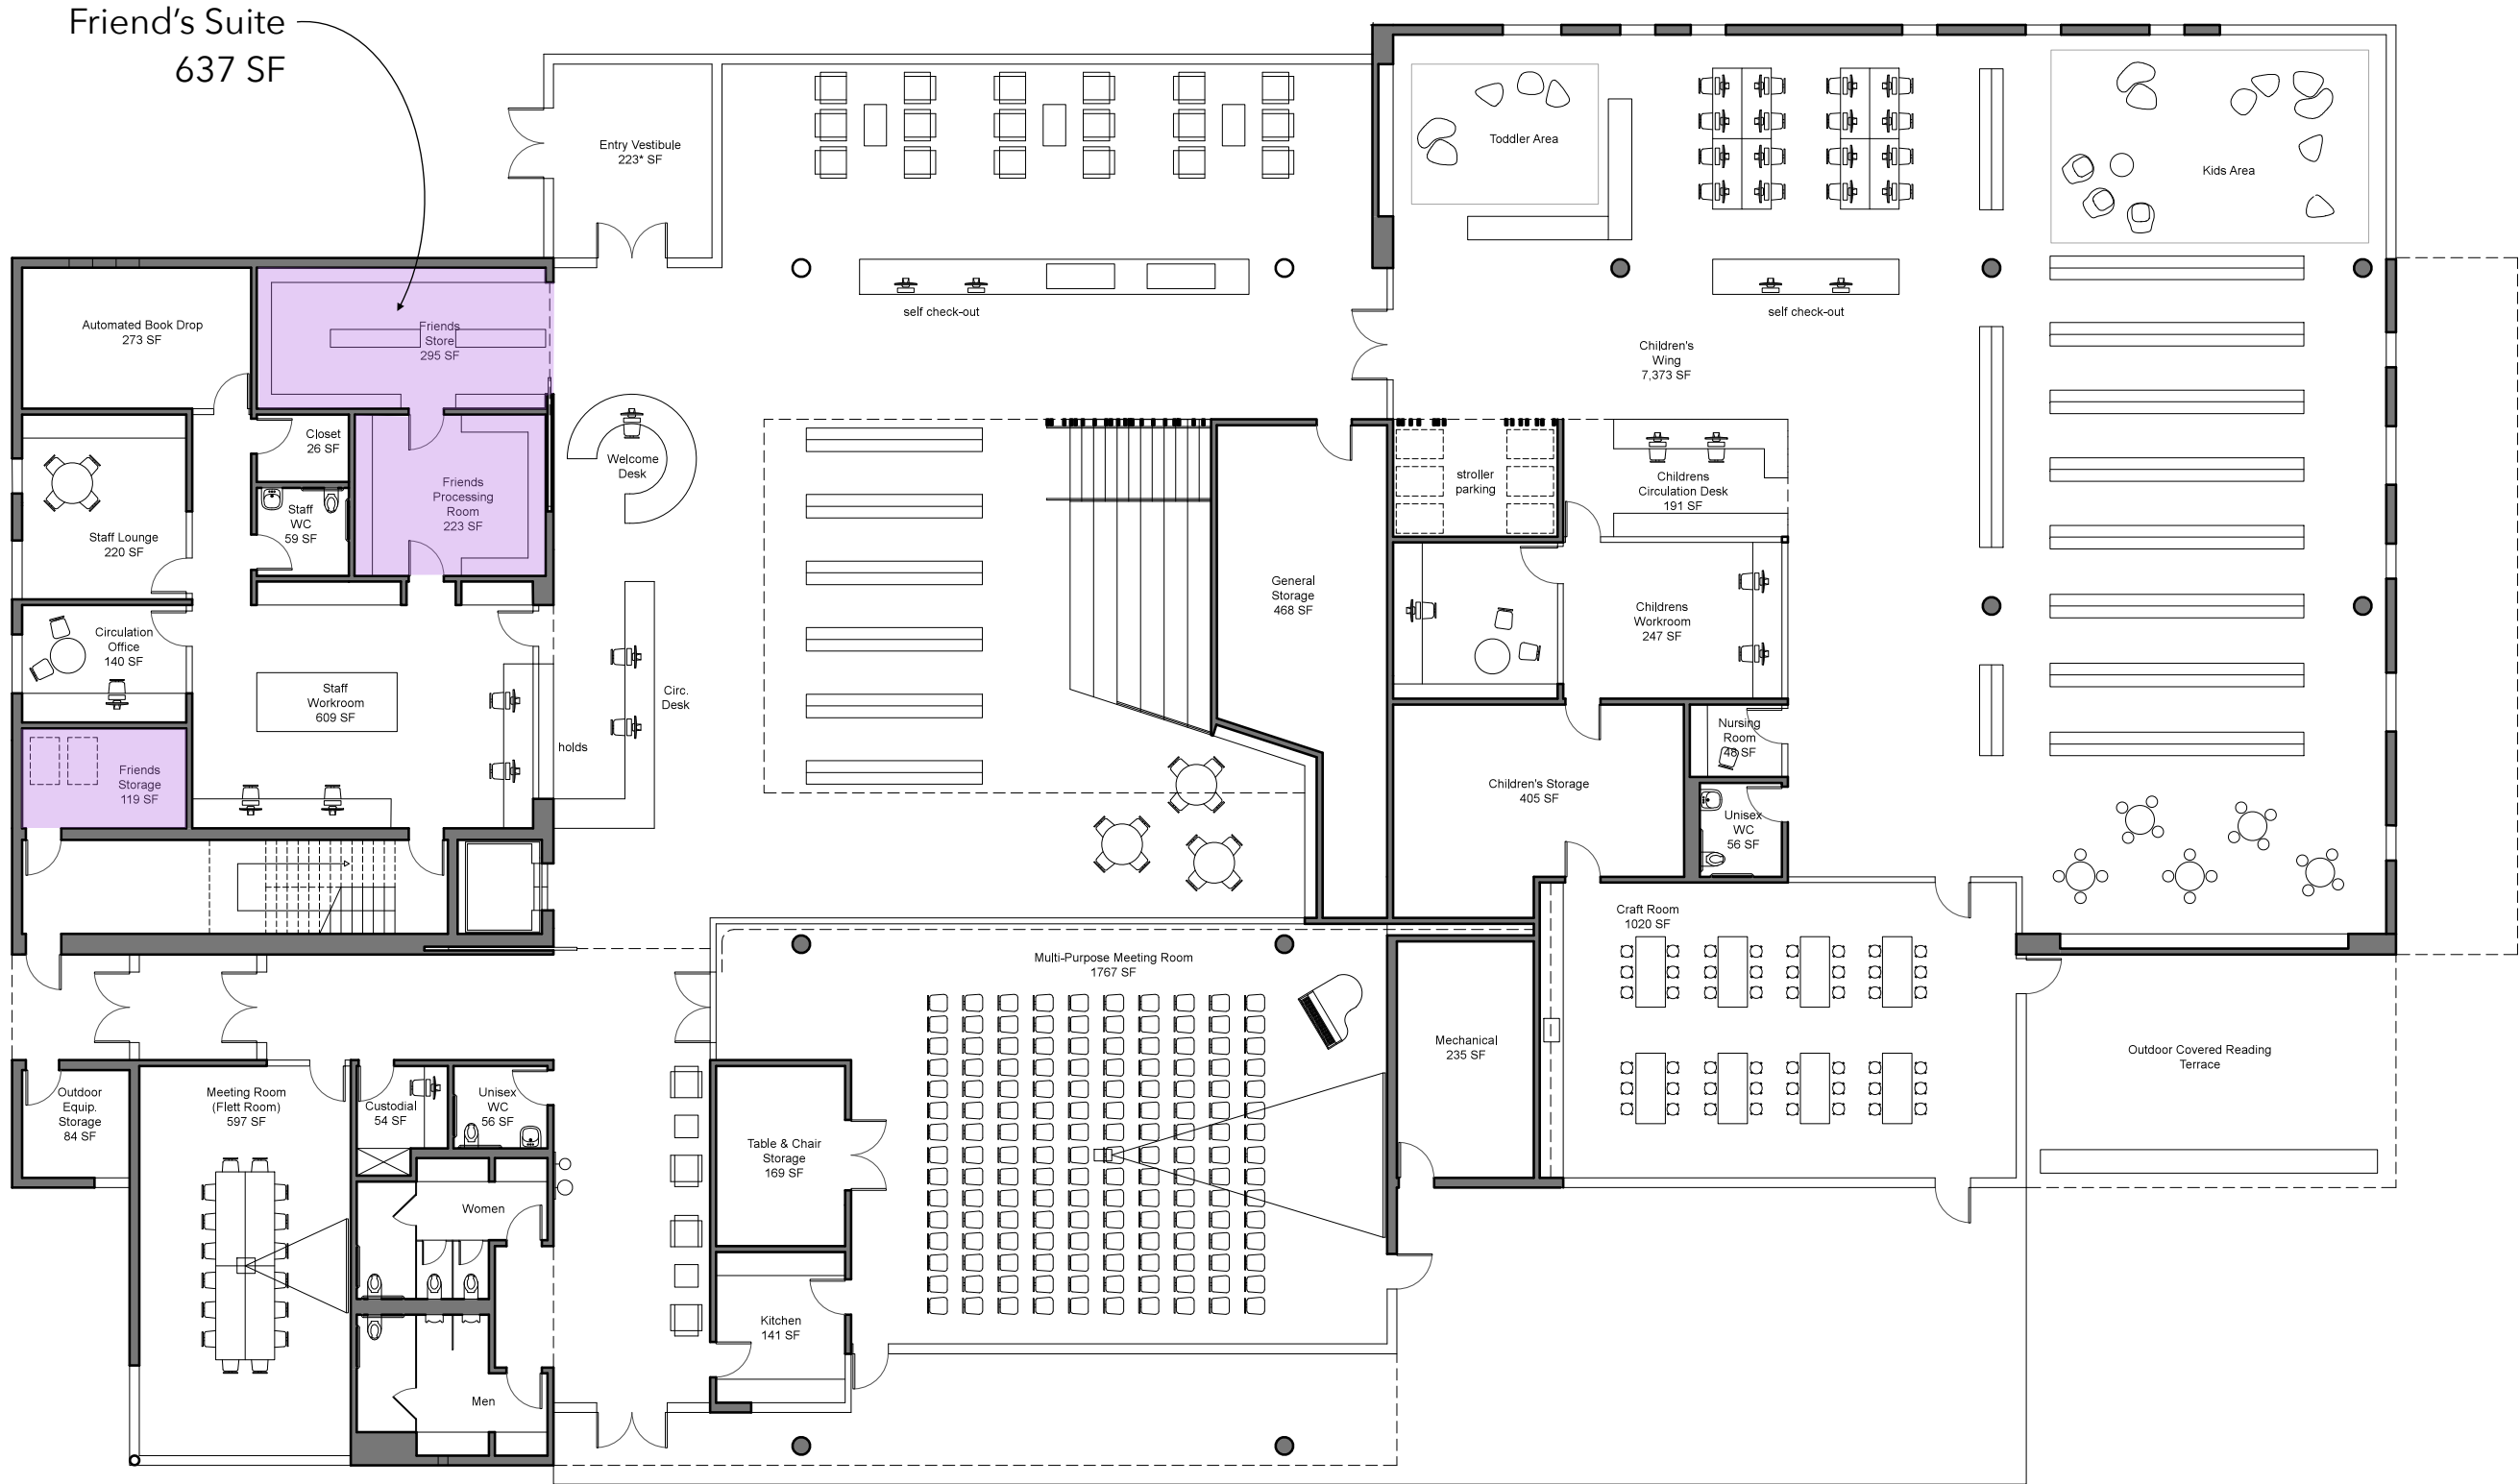 Friend's Suite
637 SF
Entry Vestibule
223* SF
Toddler Area
Kids Area
Automated Book Drop
273 SF
Friends
Store
295 SF
self check-out
self check-out
Children's
Wing
7,373 SF
Closet
26 SF
Welcome
Desk
Friends
Processing
Room
223 SF
Staff
WC
59 SF
Staff Lounge
220 SF
stroller
parking
Childrens
Circulation Desk
191 SF
General
Storage
468 SF
Childrens
Workroom
247 SF
Circulation
Office
140 SF
Staff
Workroom
609 SF
Circ.
Desk
holds
Friends
Storage
119 SF
Nursing
Room
48 SF
Children's Storage
405 SF
Unisex
WC
56 SF
Craft Room
1020 SF
Multi-Purpose Meeting Room
1767 SF
Mechanical
235 SF
Outdoor Covered Reading
Terrace
Outdoor
Equip.
Storage
84 SF
Meeting Room
(Flett Room)
597 SF
Custodial
54 SF
Unisex
WC
56 SF
Table & Chair
Storage
169 SF
Women
Kitchen
141 SF
Men